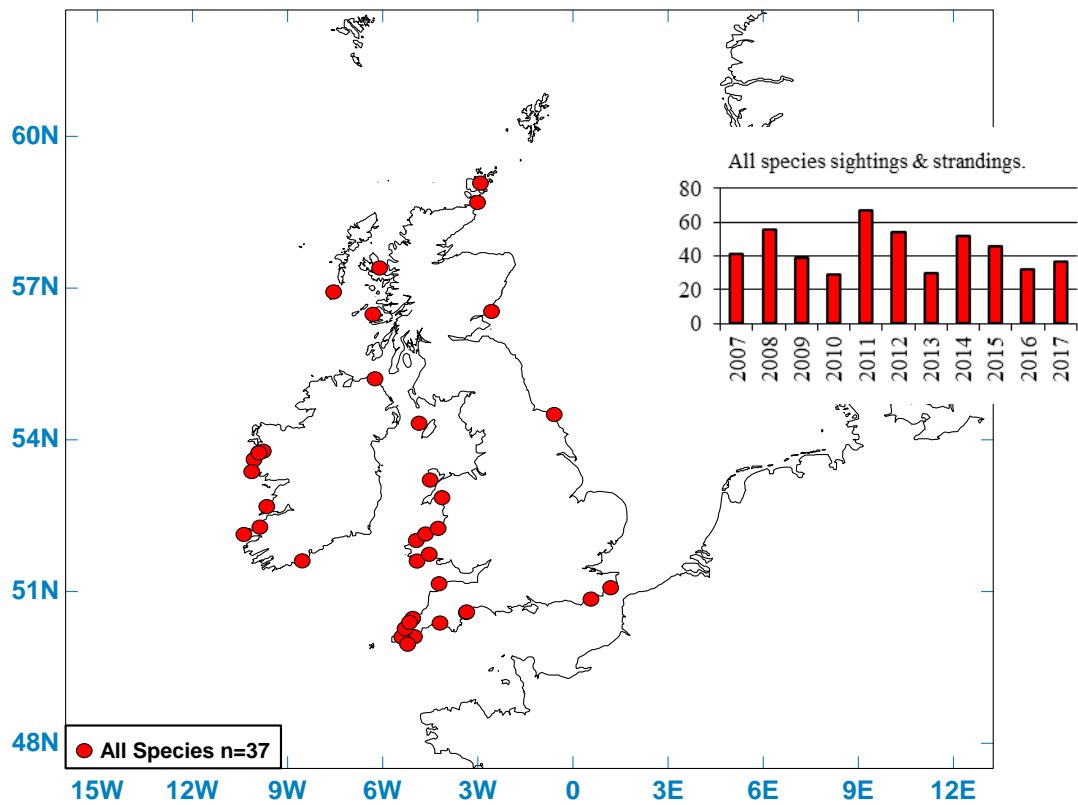 60N
57N
54N
51N
48N
All species sightings & strandings.
80
60
40
20
0
2007 2008 2009 2010 2011 2012 2013 2014 2015 2016 2017
All Species n=37
15W 12W 9W 6W 3W 0 3E 6E 9E 12E